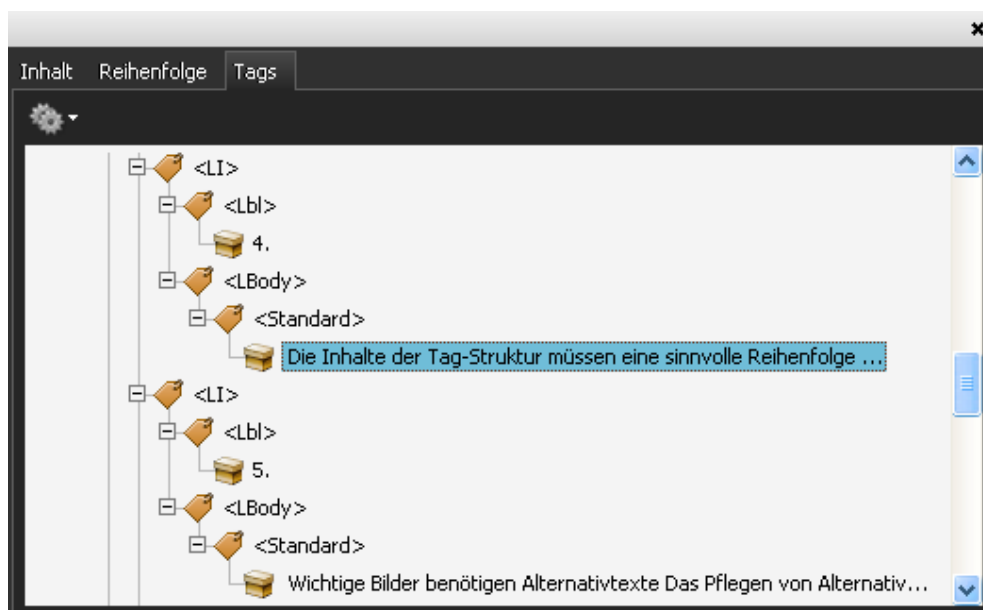 Inhalt Reihenfolge Tags
<LI>
<Lbl>
4.
<LBody>
<Standard>
Die Inhalte der Tag-Struktur müssen eine sinnvolle Reihenfolge ...
<LI>
<Lbl>
5.
<LBody>
<Standard>
Wichtige Bilder benötigen Alternativtexte Das Pflegen von Alternativ...